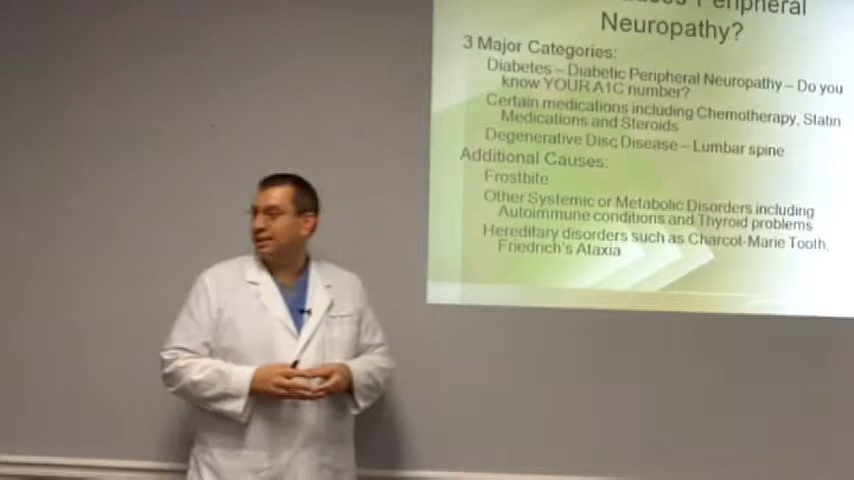 Peripheral
Neuropathy?
3 Major Categories:
Diabetes – Diabetic Peripheral Neuropathy – Do you
know YOUR A1C number?
Certain medications including Chemotherapy, Statin
Medications and Steroids
Degenerative Disc Disease – Lumbar spine
Additional Causes:
Frostbite
Other Systemic or Metabolic Disorders including
Autoimmune conditions and Thyroid problems
Hereditary disorders such as Charcot-Marie Tooth,
Friedrich's Ataxia